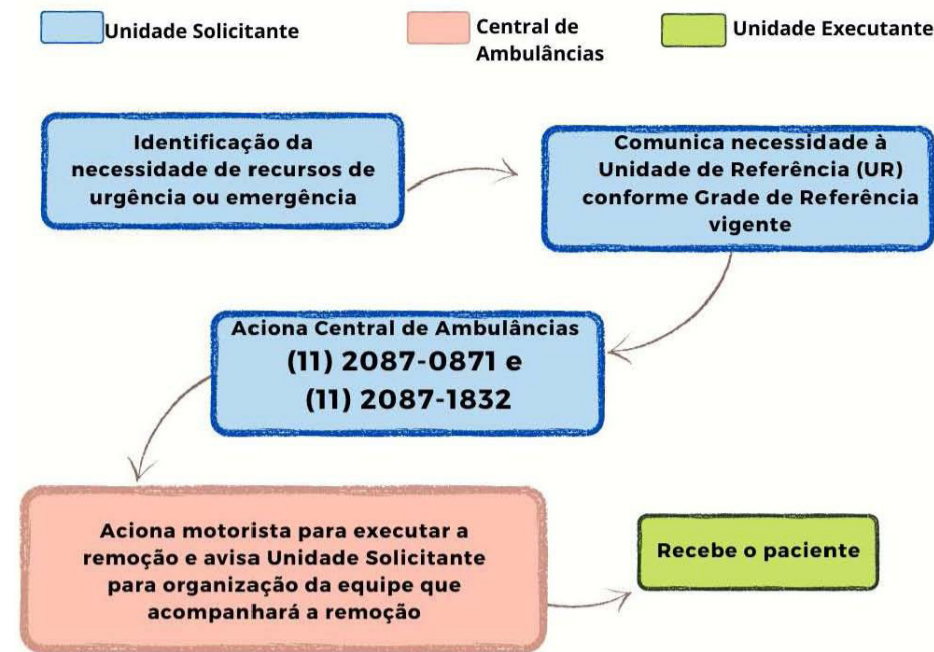 Unidade Solicitante
Central de
Ambulâncias
Unidade Executante
Identificação da
necessidade de recursos de
urgência ou emergência
Comunica necessidade à
Unidade de Referência (UR)
conforme Grade de Referência
vigente
Aciona Central de Ambulâncias
(11) 2087-0871 e
(11) 2087-1832
Aciona motorista para executar a
remoção e avisa Unidade Solicitante
para organização da equipe que
acompanhará a remoção
Recebe o paciente